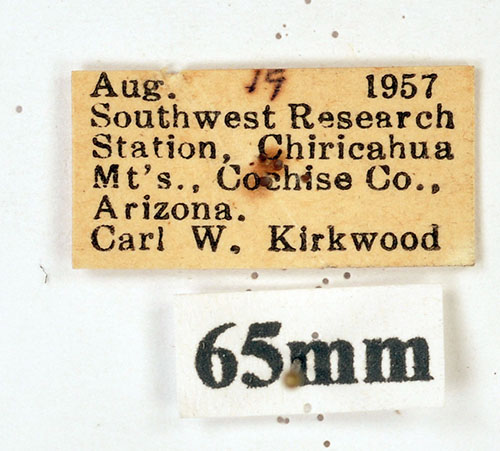 Aug. 19 1957
Southwest Research
Station, Chiricahua
Mt's., Cochise Co.,
Arizona.
Carl W. Kirkwood
65mm